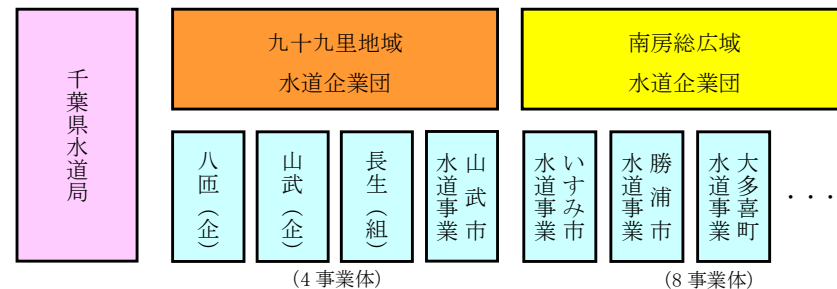 千葉県水道局
九十九里地域
水道企業団
南房総広域
水道企業団
八匝（企）
山武（企）
長生（組）
山武市
水道事業
いすみ市
水道事業
勝浦市
水道事業
大多喜町
水道事業
・・・
(4 事業体)
(8 事業体)